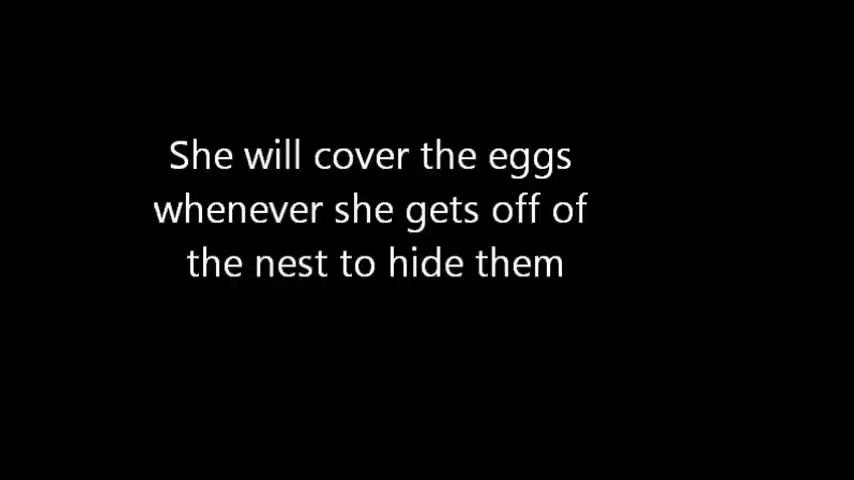 She will cover the eggs
whenever she gets off of
the nest to hide them